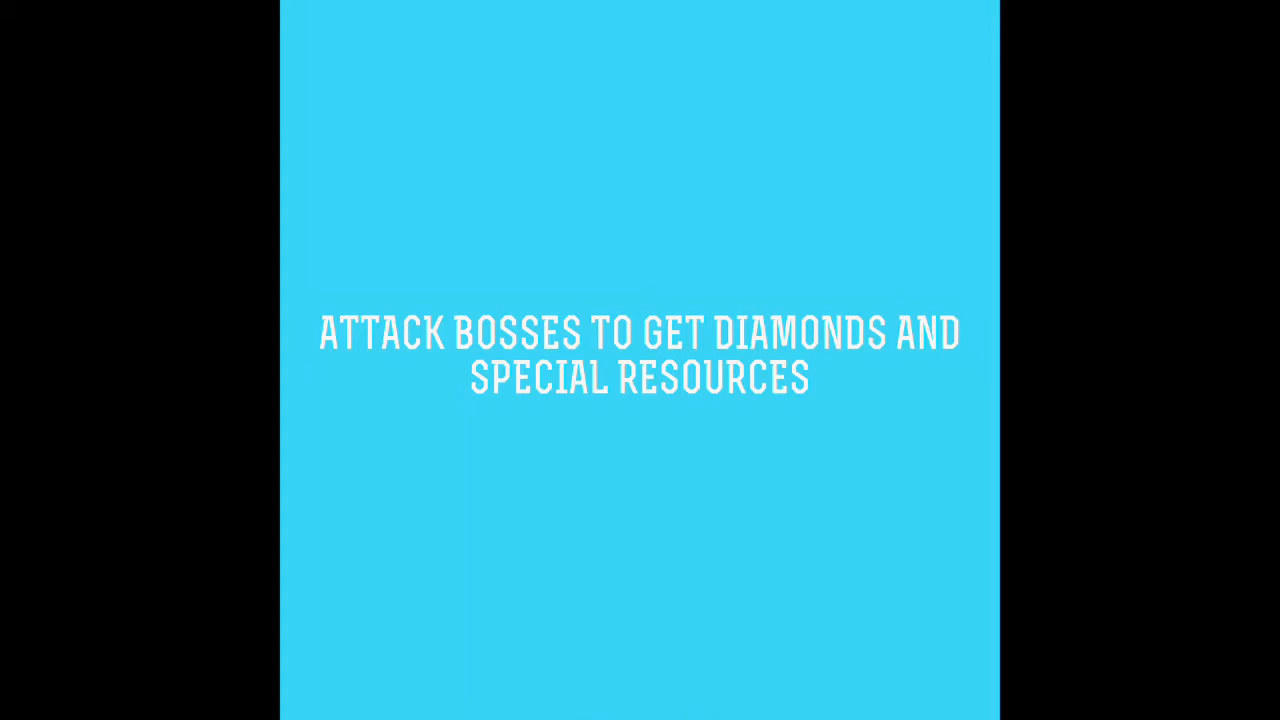 ATTACK BOSSES TO GET DIAMONDS AND
SPECIAL RESOURCES